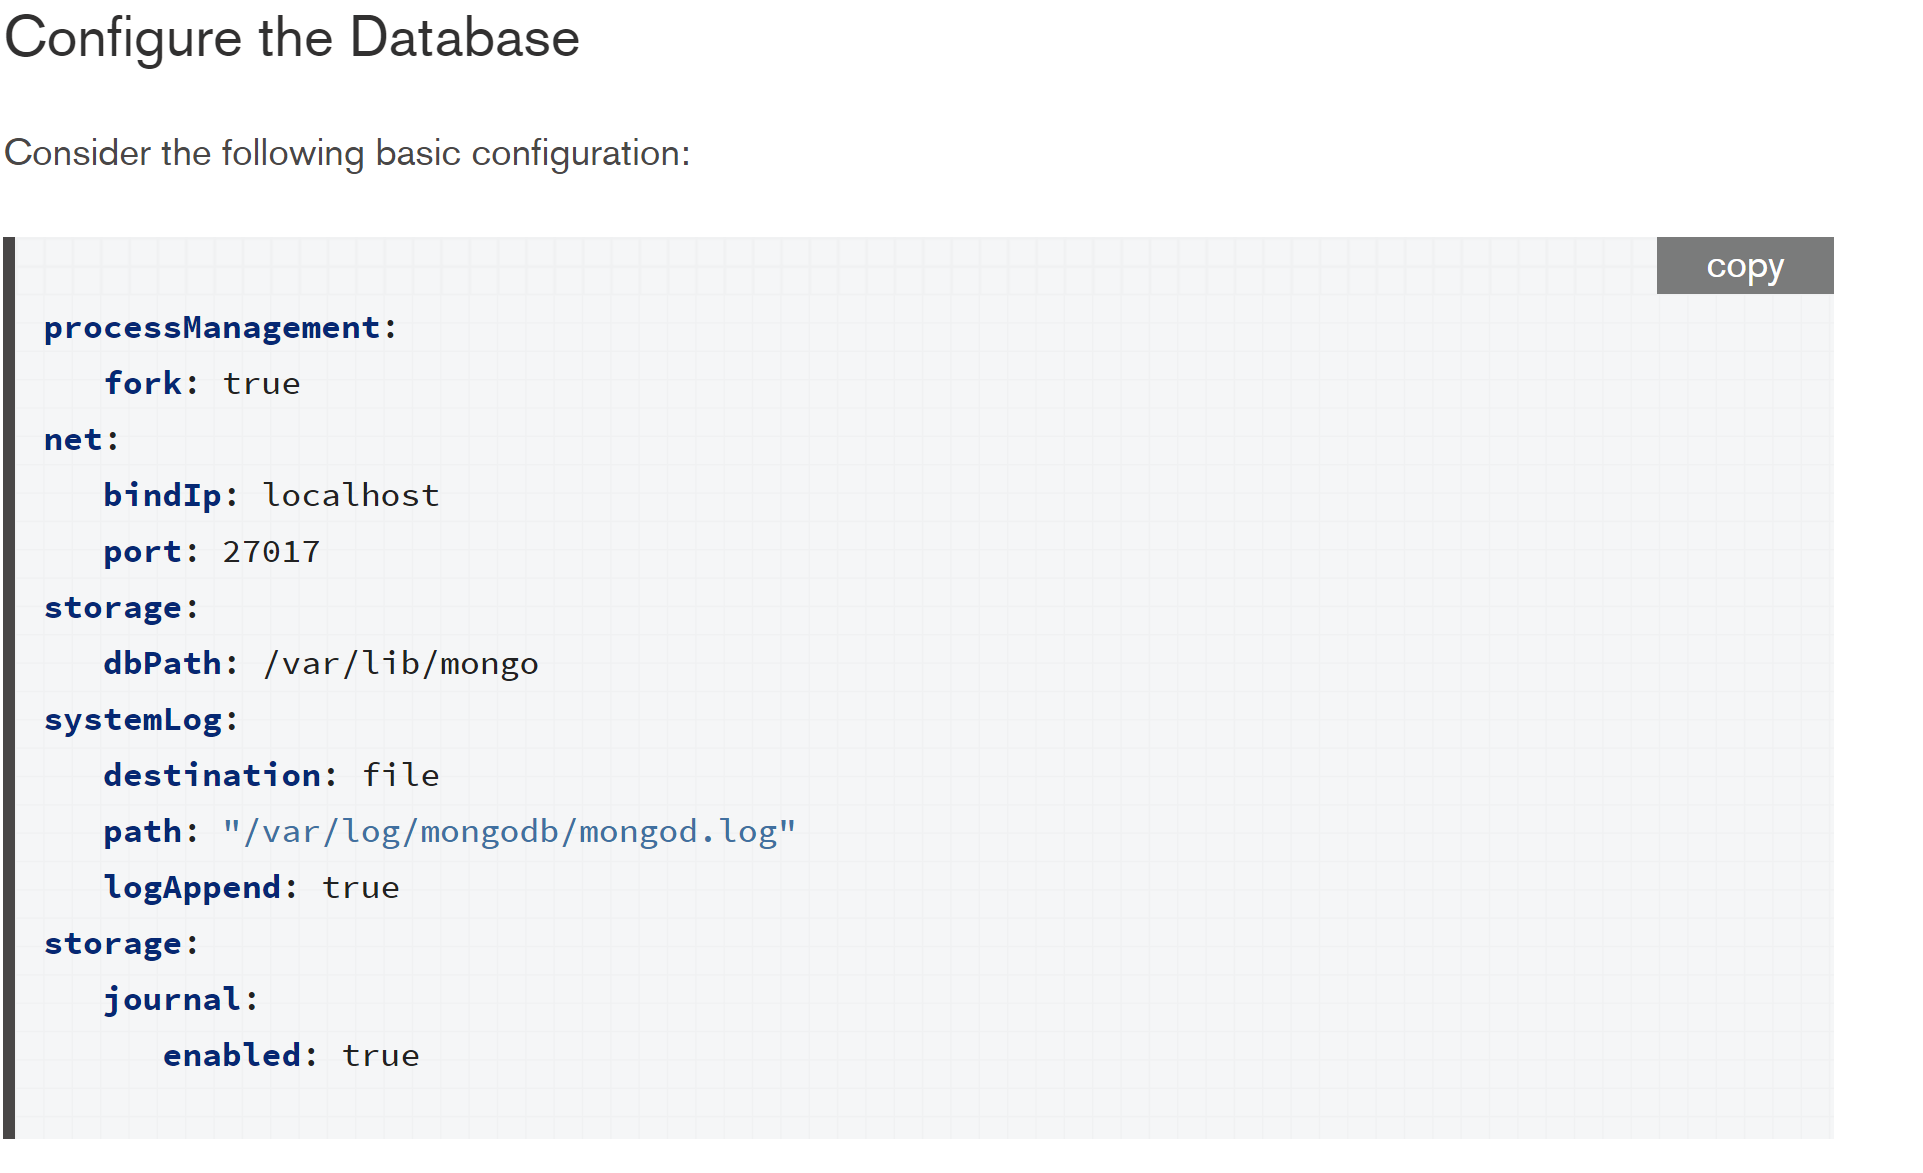 Configure the Database
Consider the following basic configuration:
copy
processManagement:
   fork: true
net:
   bindIp: localhost
   port: 27017
storage:
   dbPath: /var/lib/mongo
systemLog:
   destination: file
   path: "/var/log/mongodb/mongod.log"
   logAppend: true
storage:
   journal:
      enabled: true